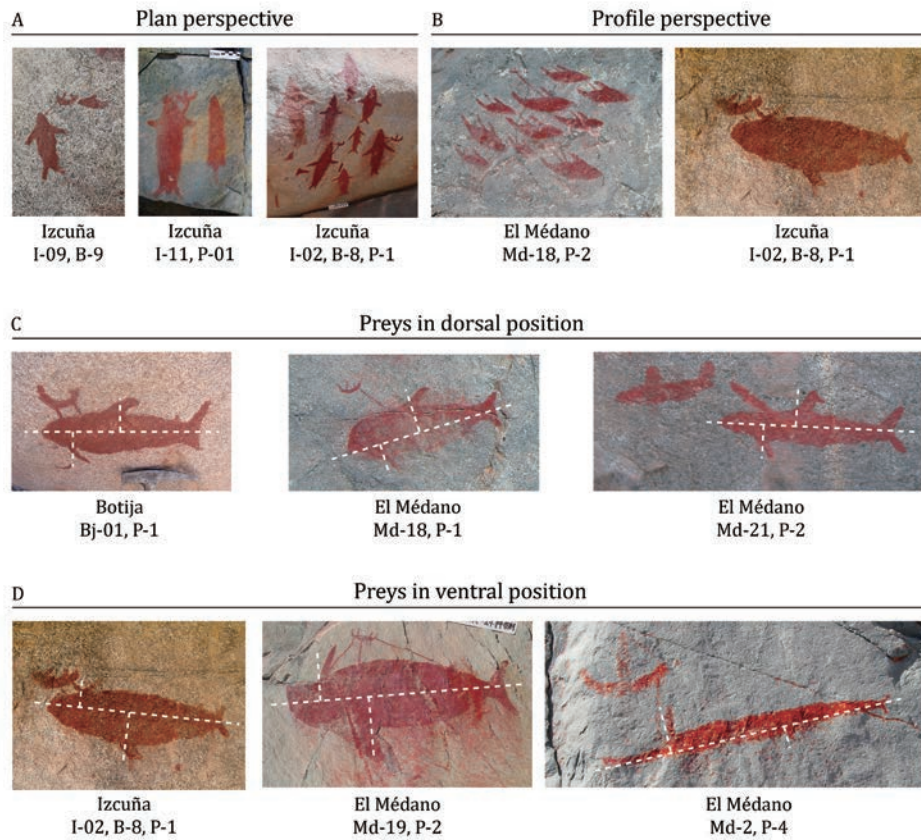 A Plan perspective
B Profile perspective
Izcuña
I-09, B-9
Izcuña
I-11, P-01
Izcuña
I-02, B-8, P-1
El Médano
Md-18, P-2
Izcuña
I-02, B-8, P-1
C Preys in dorsal position
Botija
Bj-01, P-1
El Médano
Md-18, P-1
El Médano
Md-21, P-2
D Preys in ventral position
Izcuña
I-02, B-8, P-1
El Médano
Md-19, P-2
El Médano
Md-2, P-4